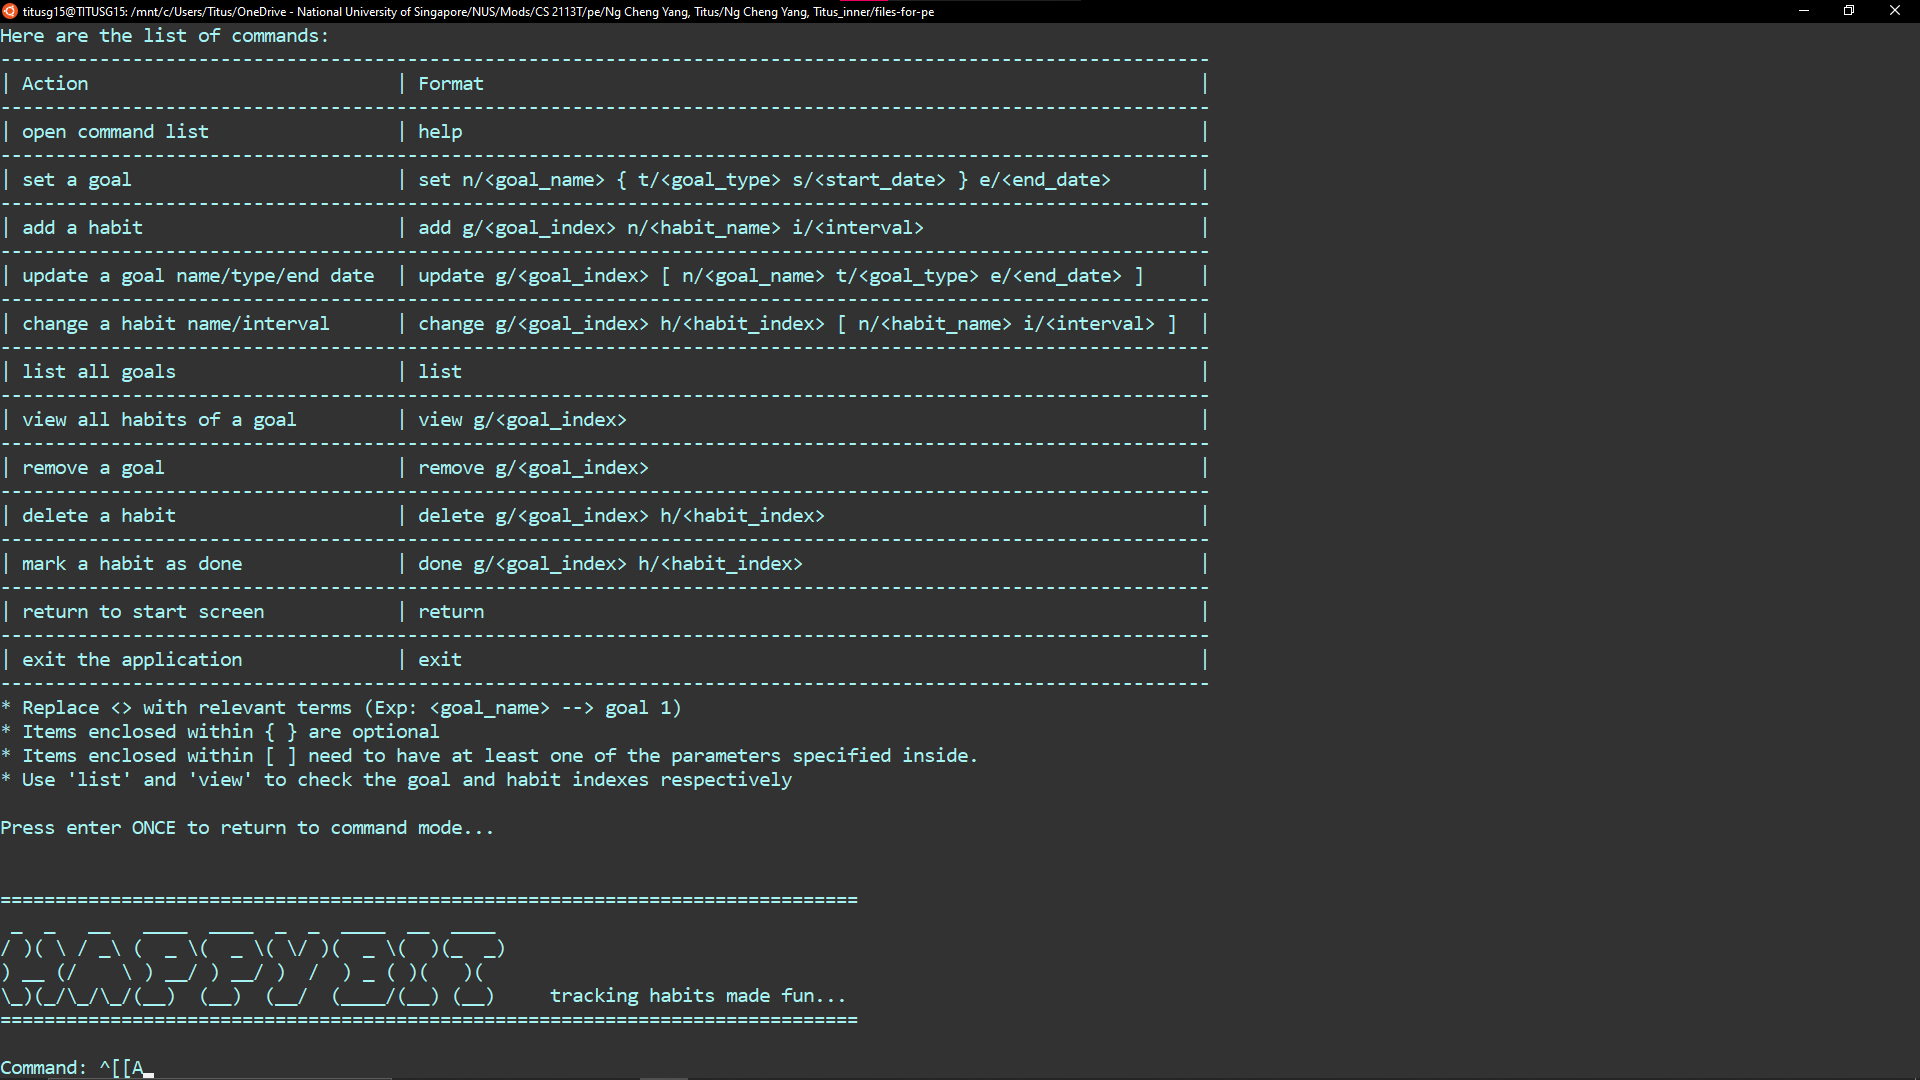 titusg15@TITUSG15: /mnt/c/Users/Titus/OneDrive - National University of Singapore/NUS/Mods/CS 2113T/pe/Ng Cheng Yang, Titus/Ng Cheng Yang, Titus_inner/files-for-pe
Here are the list of commands:
| Action | Format |
| open command list | help |
| set a goal | set n/<goal_name> { t/<goal_type> s/<start_date> } e/<end_date> |
| add a habit | add g/<goal_index> n/<habit_name> i/<interval> |
| update a goal name/type/end date | update g/<goal_index> [ n/<goal_name> t/<goal_type> e/<end_date> ] |
| change a habit name/interval | change g/<goal_index> h/<habit_index> [ n/<habit_name> i/<interval> ] |
| list all goals | list |
| view all habits of a goal | view g/<goal_index> |
| remove a goal | remove g/<goal_index> |
| delete a habit | delete g/<goal_index> h/<habit_index> |
| mark a habit as done | done g/<goal_index> h/<habit_index> |
| return to start screen | return |
| exit the application | exit |
* Replace <> with relevant terms (Exp: <goal_name> --> goal 1)
* Items enclosed within { } are optional
* Items enclosed within [ ] need to have at least one of the parameters specified inside.
* Use 'list' and 'view' to check the goal and habit indexes respectively
Press enter ONCE to return to command mode...
HAPPYBIT
tracking habits made fun...
Command: ^[[A